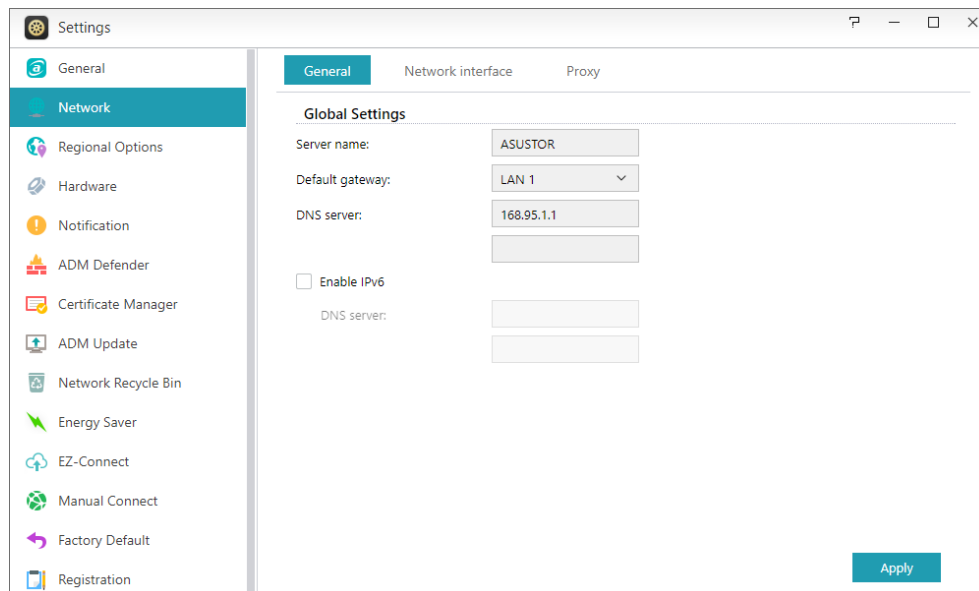 Settings
General
Network
Regional Options
Hardware
Notification
ADM Defender
Certificate Manager
ADM Update
Network Recycle Bin
Energy Saver
EZ-Connect
Manual Connect
Factory Default
Registration
General Network interface Proxy
Global Settings
Server name: ASUSTOR
Default gateway: LAN 1
DNS server: 168.95.1.1
Enable IPv6
DNS server:
Apply